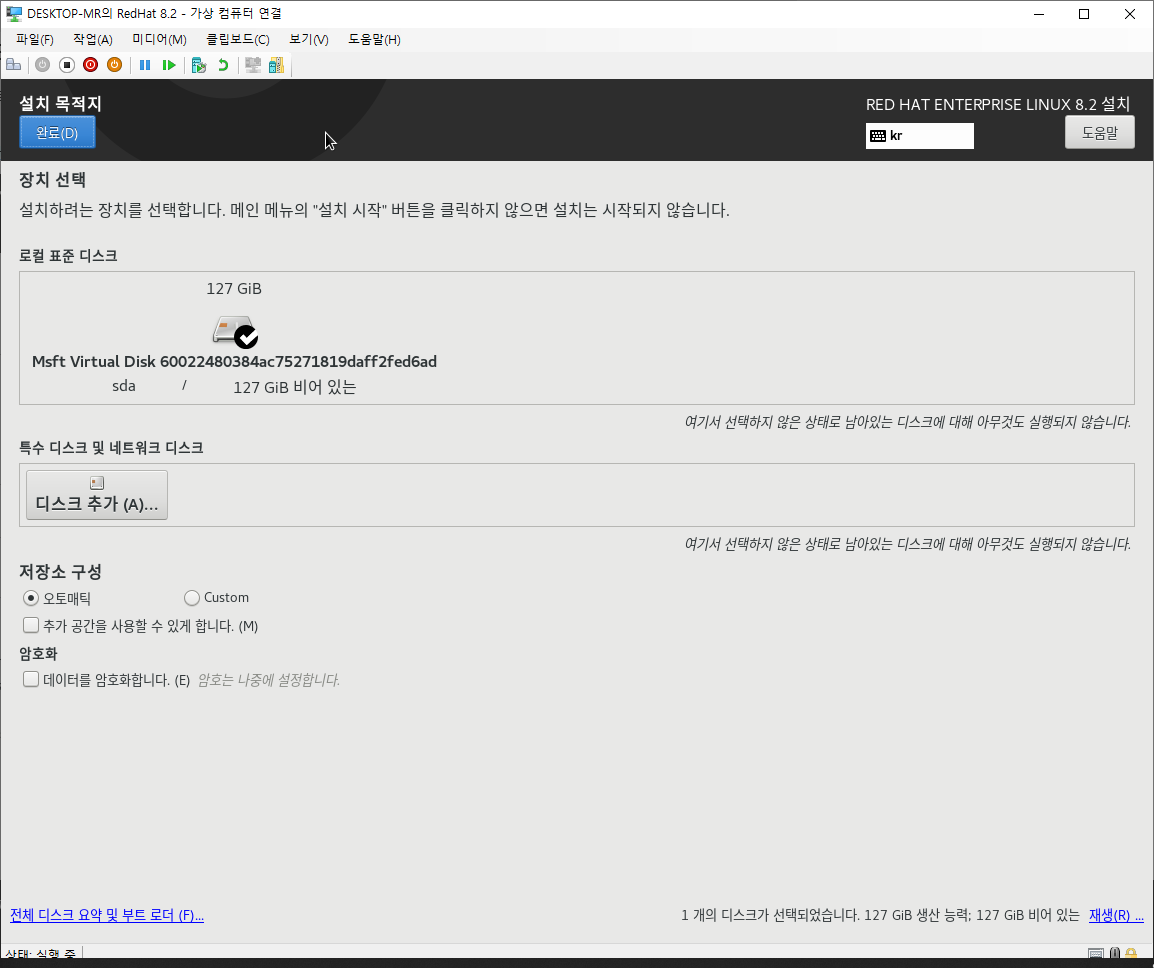 DESKTOP-MR의 RedHat 8.2 - 가상 컴퓨터 연결
파일(F) 작업(A) 미디어(M) 클립보드(C) 보기(V) 도움말(H)
설치 목적지
RED HAT ENTERPRISE LINUX 8.2 설치
완료(D)
kr
도움말
장치 선택
설치하려는 장치를 선택합니다. 메인 메뉴의 "설치 시작" 버튼을 클릭하지 않으면 설치는 시작되지 않습니다.
로컬 표준 디스크
127 GiB
Msft Virtual Disk 60022480384ac75271819daff2fed6ad
sda / 127 GiB 비어 있는
여기서 선택하지 않은 상태로 남아있는 디스크에 대해 아무것도 실행되지 않습니다.
특수 디스크 및 네트워크 디스크
디스크 추가 (A)...
여기서 선택하지 않은 상태로 남아있는 디스크에 대해 아무것도 실행되지 않습니다.
저장소 구성
오토매틱 Custom
추가 공간을 사용할 수 있게 합니다. (M)
암호화
데이터를 암호화합니다. (E) 암호는 나중에 설정합니다.
전체 디스크 요약 및 부트 로더 (F)... 1 개의 디스크가 선택되었습니다. 127 GiB 생산 능력; 127 GiB 비어 있는 재생(R) ...
상태: 실행 중